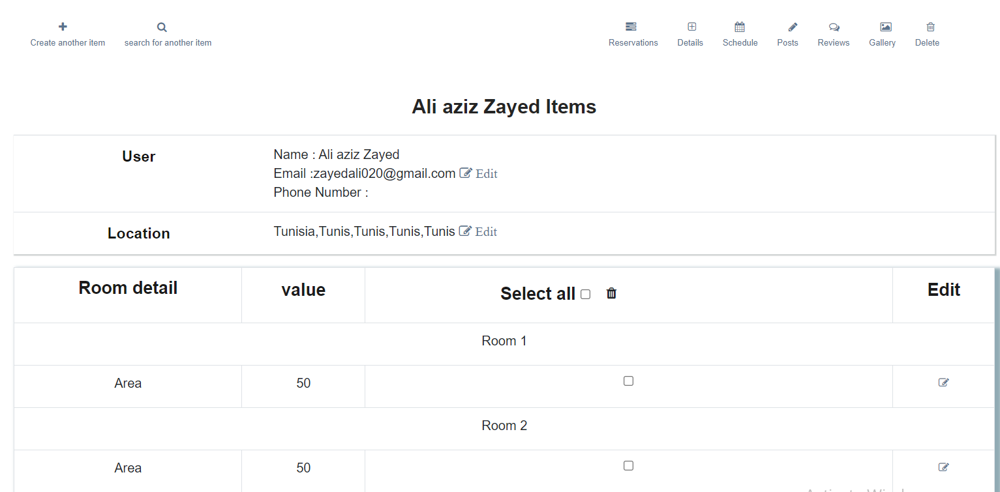 Create another item
search for another item
Reservations
Details
Schedule
Posts
Reviews
Gallery
Delete
Ali aziz Zayed Items
User
Name : Ali aziz Zayed
Email :zayedali020@gmail.com Edit
Phone Number :
Location
Tunisia,Tunis,Tunis,Tunis,Tunis Edit
Room detail
value
Select all
Edit
Room 1
Area
50
Room 2
Area
50